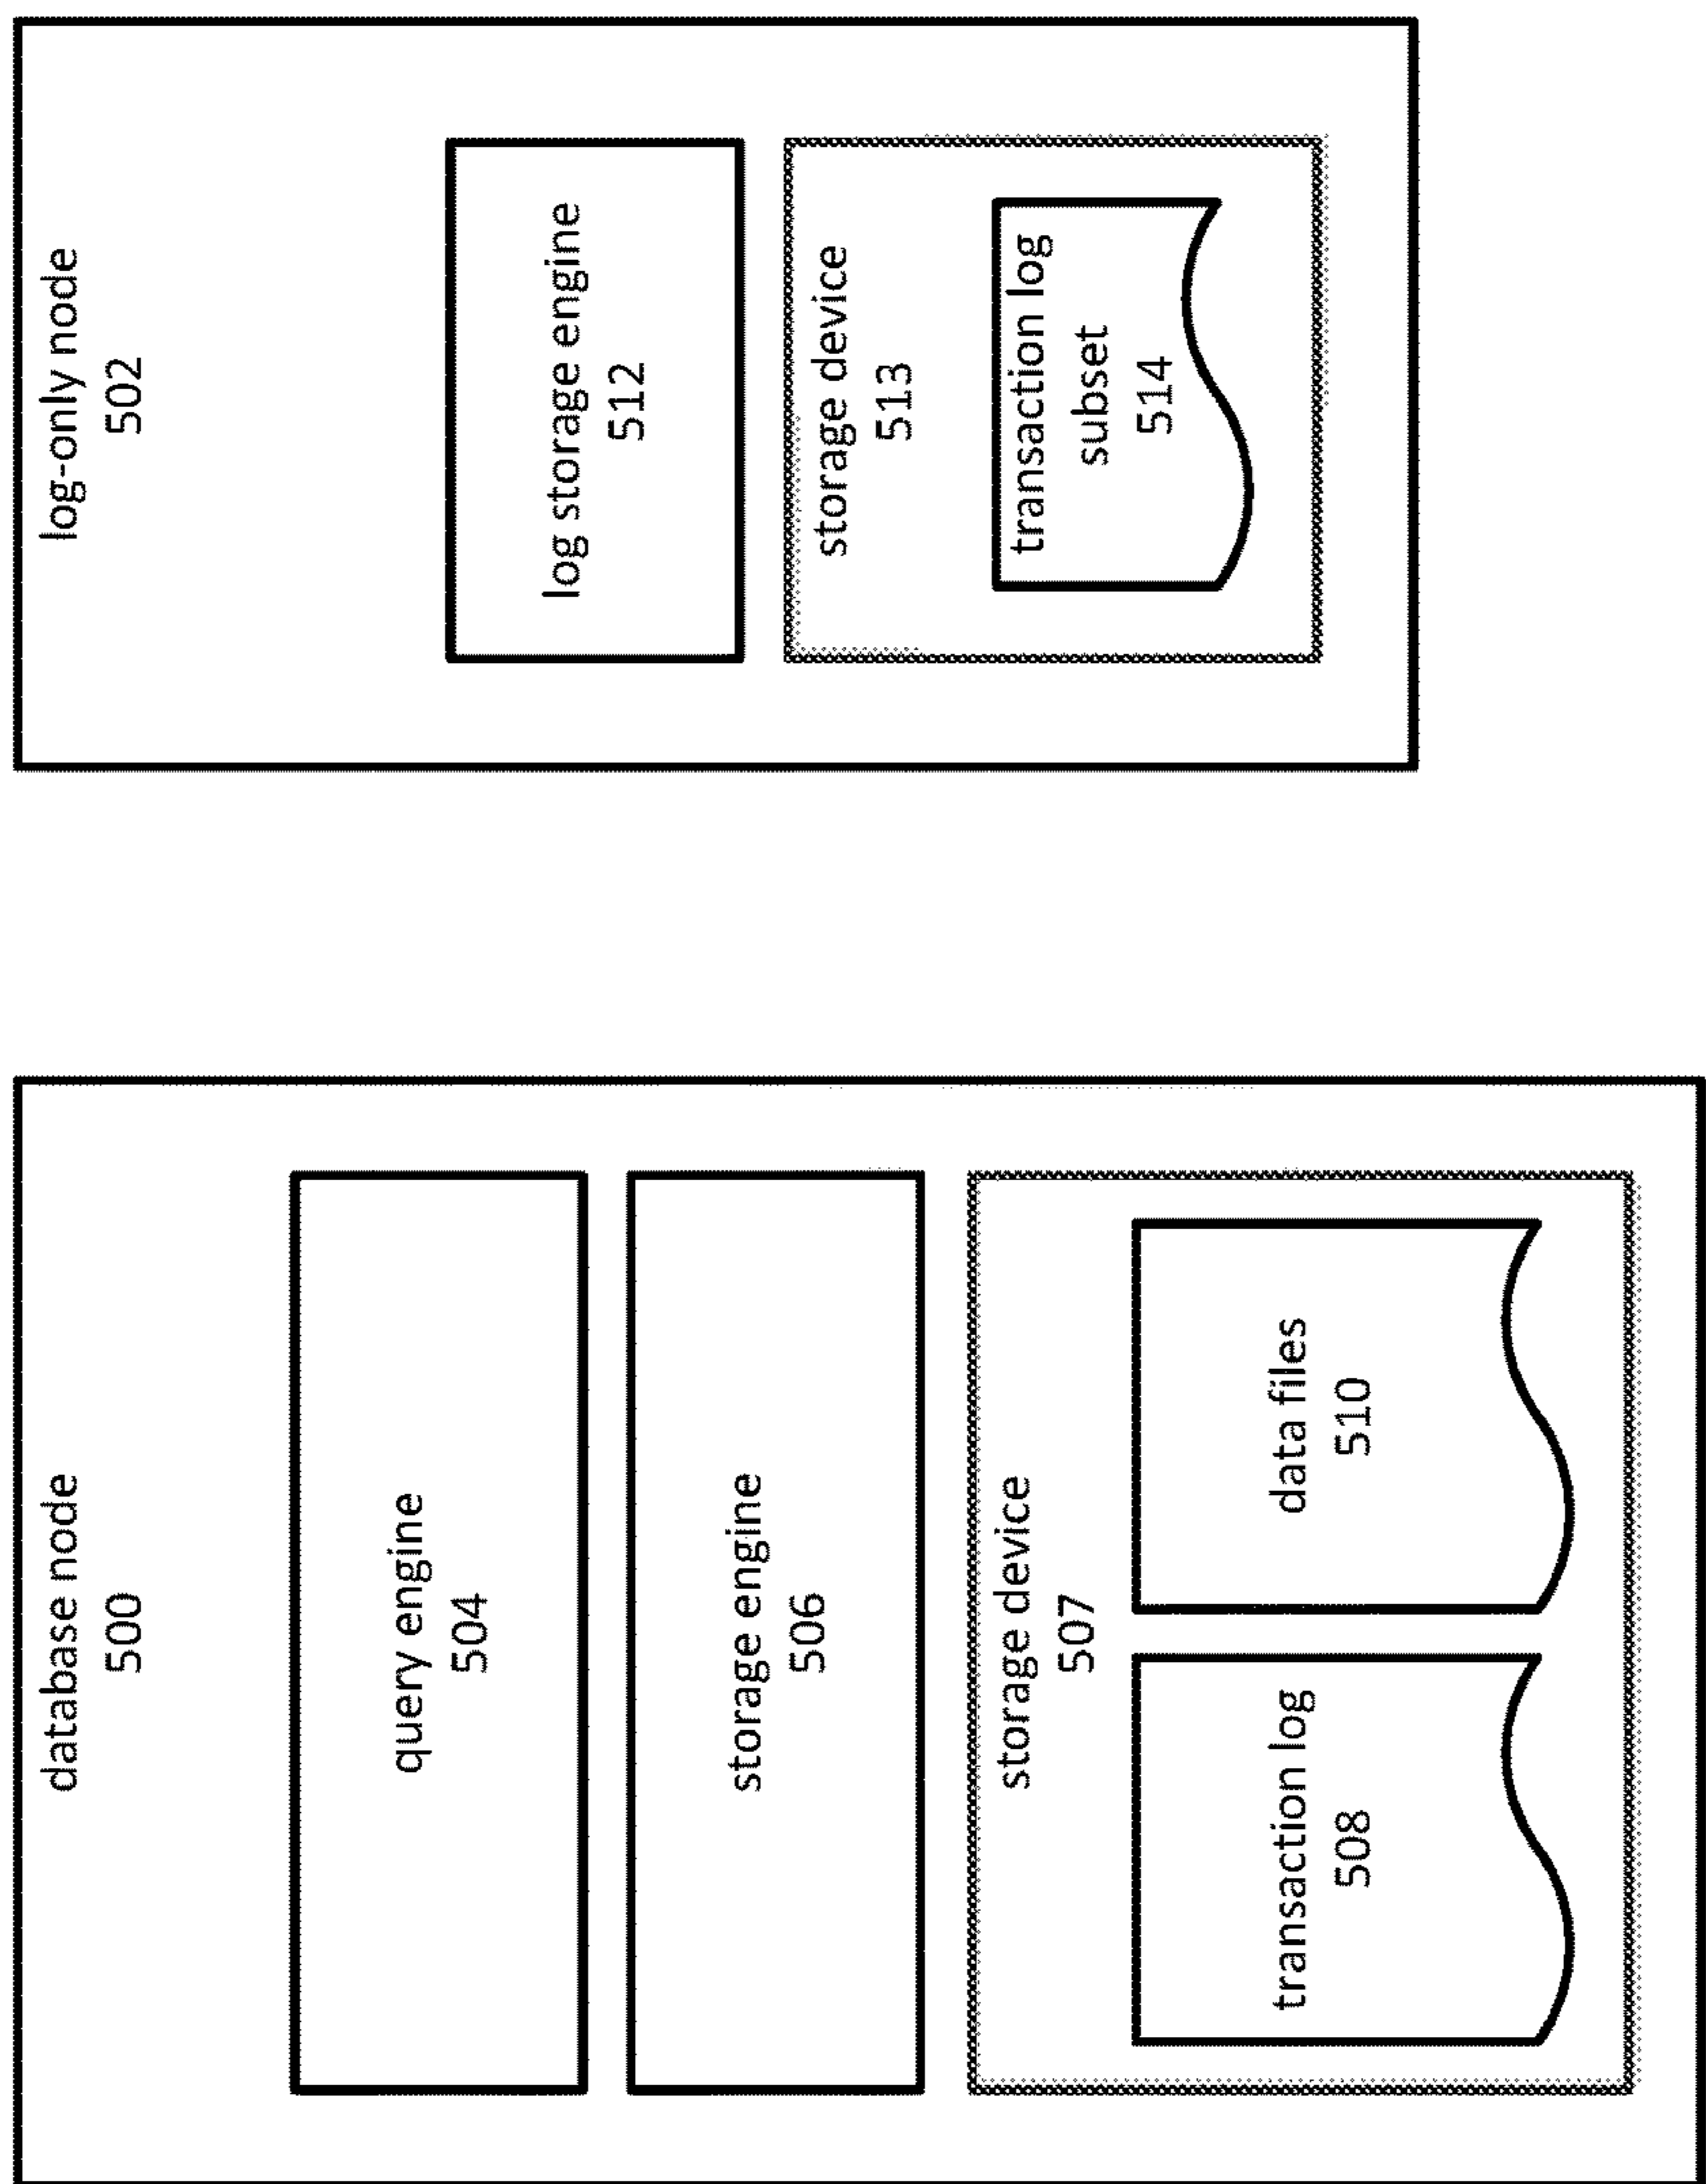 database node
500
query engine
504
storage engine
506
storage device
507
transaction log
508
data files
510
log-only node
502
log storage engine
512
storage device
513
transaction log
subset
514